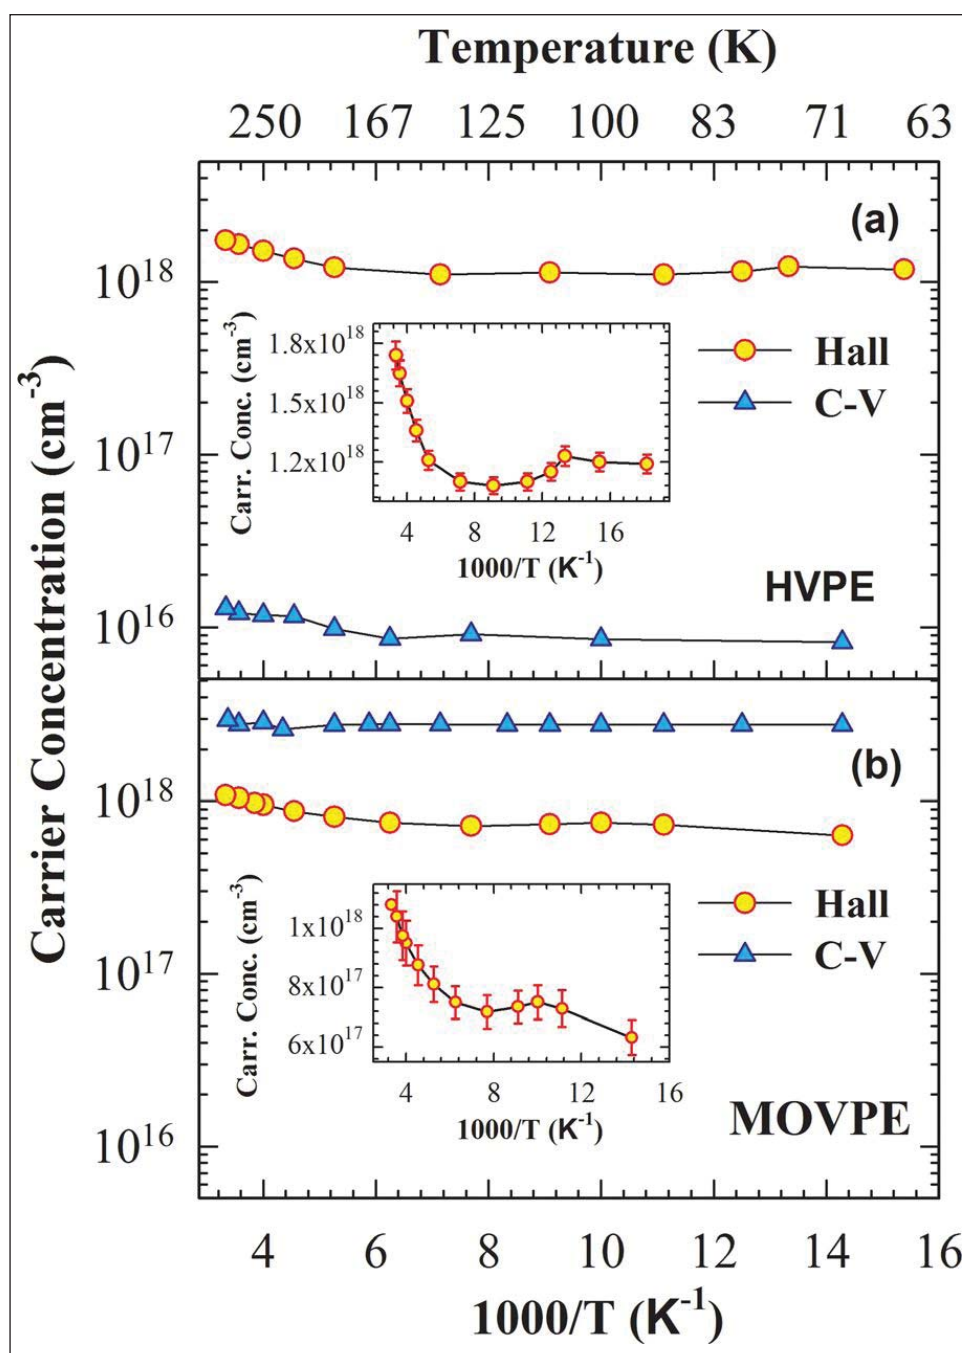 Temperature (K)
250 167 125 100 83 71 63
(a)
10^18
Hall
C-V
10^17
HVPE
10^16
Carr. Conc. (cm^-3)
1.8x10^18
1.5x10^18
1.2x10^18
4 8 12 16
1000/T (K^-1)
Carrier Concentration (cm^-3)
(b)
10^18
Hall
C-V
10^17
MOVPE
10^16
Carr. Conc. (cm^-3)
1x10^18
8x10^17
6x10^17
4 8 12 16
1000/T (K^-1)
4 6 8 10 12 14 16
1000/T (K^-1)